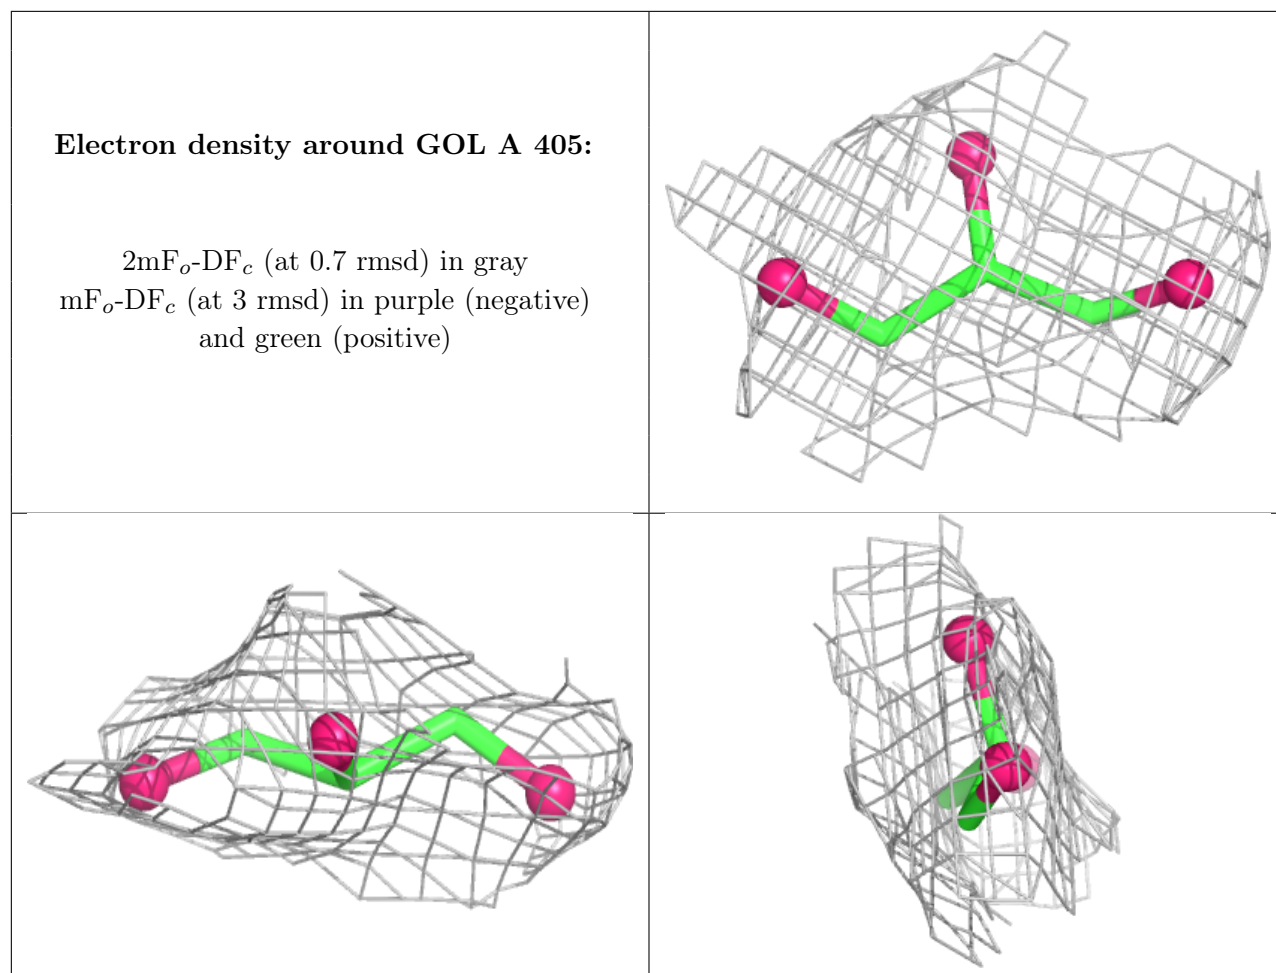 Electron density around GOL A 405:
2mFo-DFc (at 0.7 rmsd) in gray
mFo-DFc (at 3 rmsd) in purple (negative)
and green (positive)